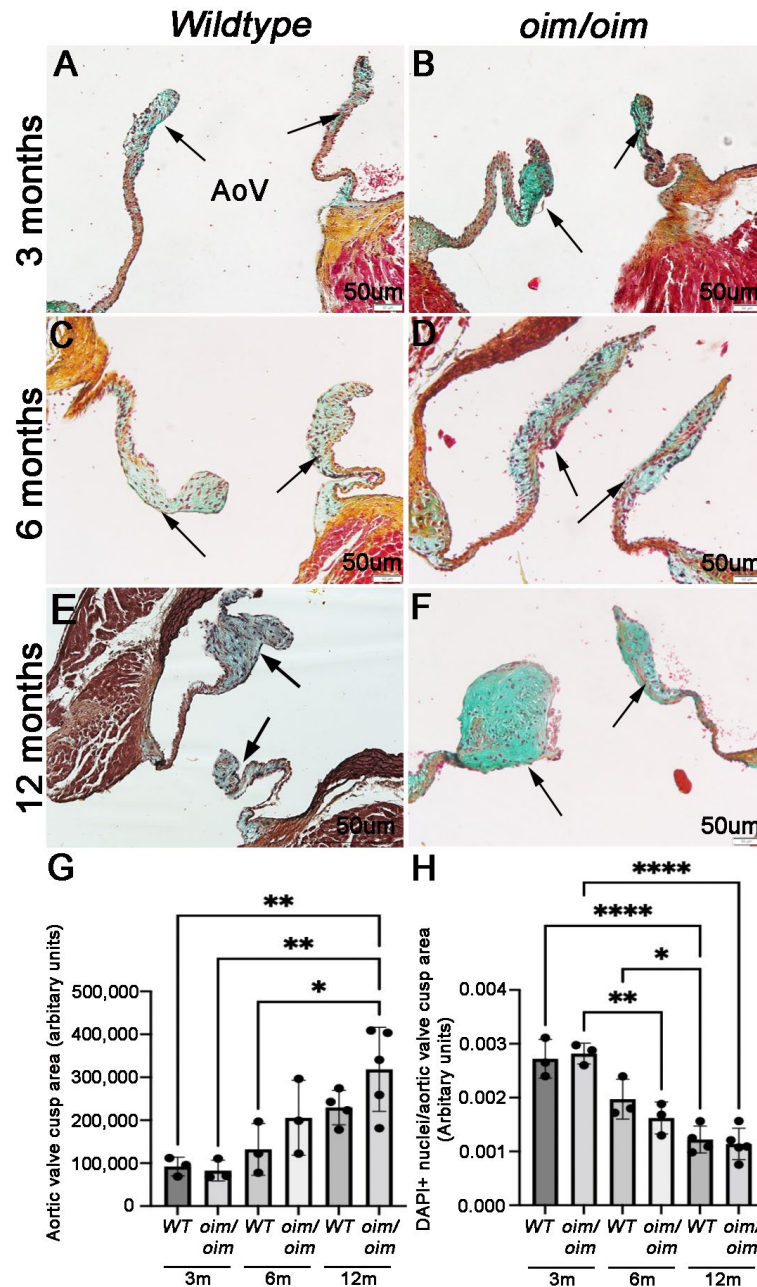 Wildtype oim/oim
3 months
A
AoV
50um
B
50um
6 months
C
50um
D
50um
12 months
E
50um
F
50um
G
**
**
*
Aortic valve cusp area (arbitary units)
500,000
400,000
300,000
200,000
100,000
0
WT oim/oim WT oim/oim WT oim/oim
3m 6m 12m
H
****
****
*
**
DAPI+ nuclei/aortic valve cusp area
(Arbitary units)
0.004
0.003
0.002
0.001
0.000
WT oim/oim WT oim/oim WT oim/oim
3m 6m 12m